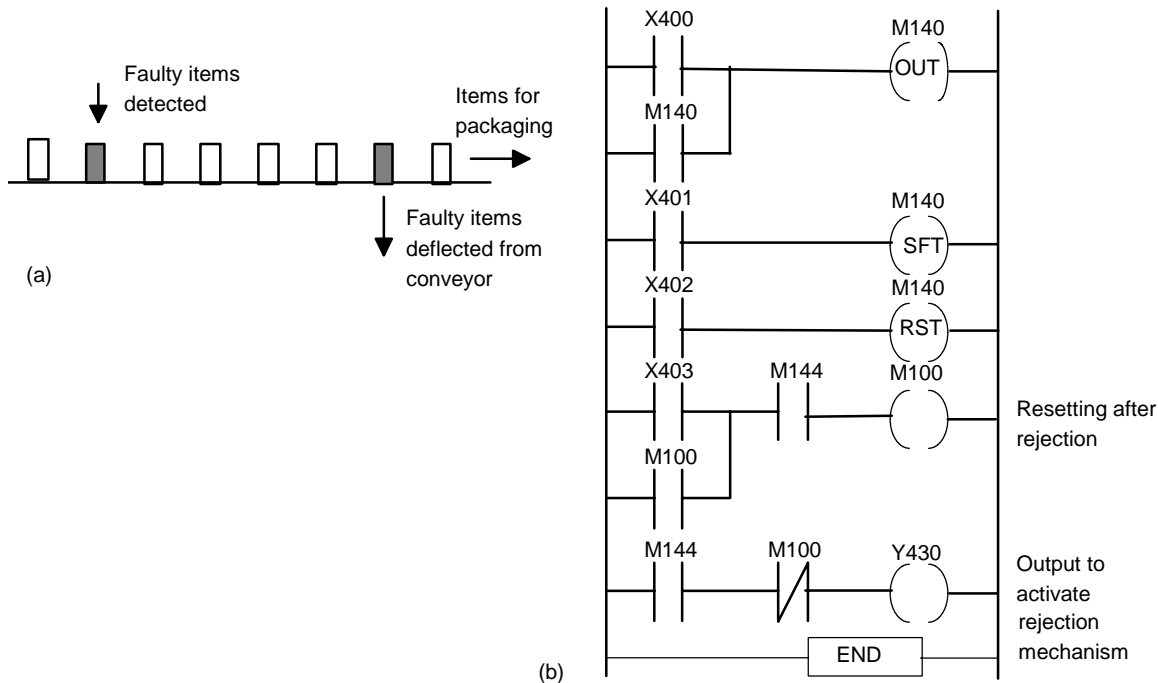 Faulty items
detected
Items for
packaging
Faulty items
deflected from
conveyor
(a)
X400
M140
OUT
M140
X401
M140
SFT
X402
M140
RST
X403
M144
M100
Resetting after
rejection
M100
M144
M100
Y430
Output to
activate
rejection
mechanism
END
(b)